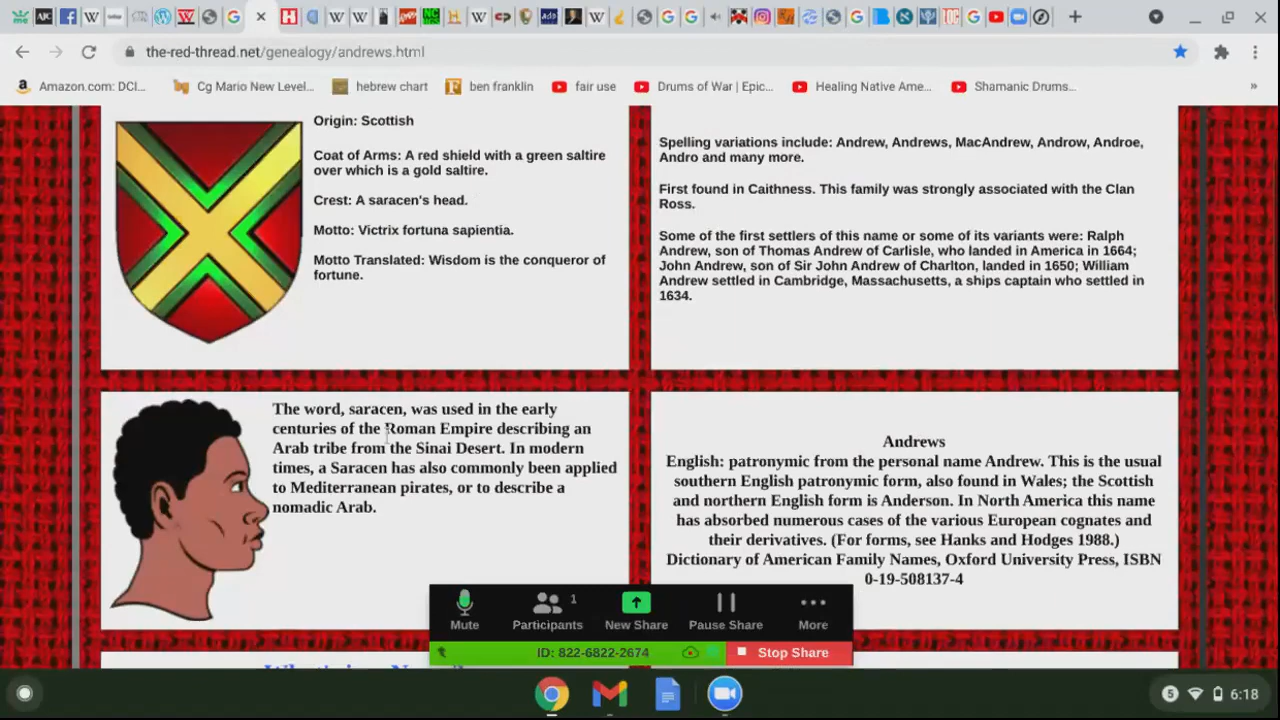 the-red-thread.net/genealogy/andrews.html
Amazon.com: DCI...
Cg Mario New Level...
hebrew chart
ben franklin
fair use
Drums of War | Epic...
Healing Native Ame...
Shamanic Drums...
»
Origin: Scottish
Coat of Arms: A red shield with a green saltire
over which is a gold saltire.
Crest: A saracen's head.
Motto: Victrix fortuna sapientia.
Motto Translated: Wisdom is the conqueror of
fortune.
Spelling variations include: Andrew, Andrews, MacAndrew, Androw, Androe,
Andro and many more.
First found in Caithness. This family was strongly associated with the Clan
Ross.
Some of the first settlers of this name or some of its variants were: Ralph
Andrew, son of Thomas Andrew of Carlisle, who landed in America in 1664;
John Andrew, son of Sir John Andrew of Charlton, landed in 1650; William
Andrew settled in Cambridge, Massachusetts, a ships captain who settled in
1634.
The word, saracen, was used in the early
centuries of the Roman Empire describing an
Arab tribe from the Sinai Desert. In modern
times, a Saracen has also commonly been applied
to Mediterranean pirates, or to describe a
nomadic Arab.
Andrews
English: patronymic from the personal name Andrew. This is the usual
southern English patronymic form, also found in Wales; the Scottish
and northern English form is Anderson. In North America this name
has absorbed numerous cases of the various European cognates and
their derivatives. (For forms, see Hanks and Hodges 1988.)
Dictionary of American Family Names, Oxford University Press, ISBN
0-19-508137-4
1
Mute
Participants
New Share
Pause Share
More
ID: 822-6822-2674
Stop Share
5
6:18